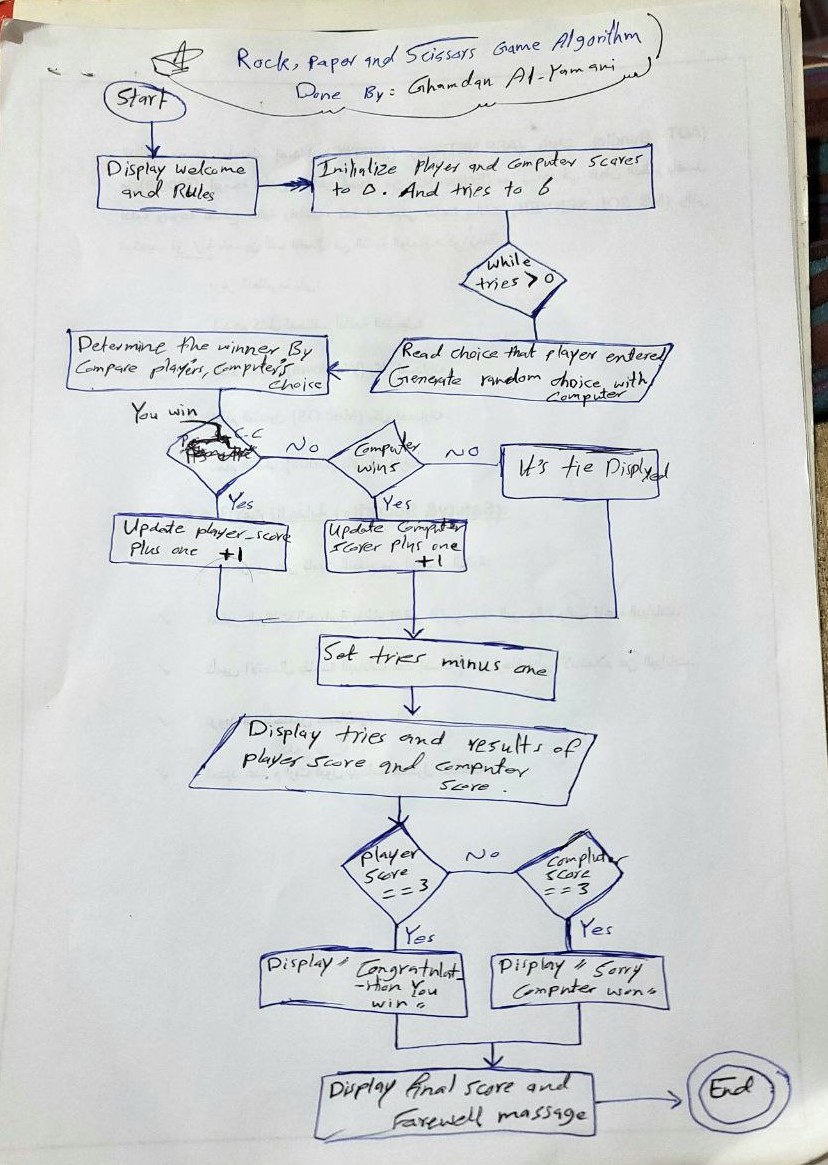 Rock, Paper and Scissors Game Algorithm
Done By: Ghamdan Al-Yamani
Start
Display welcome
and Rules
Initialize Player and Computer Scores
to 0. And tries to 6
while
tries > 0
Read choice that player entered
Generate random choice with
Computer
Determine the winner By
Compare players, Computer's
choice
You win
C-C
No
Computer
wins
No
It's tie Displyed
Yes
Yes
Update player_score
Plus one +1
Update Computer
scorer plus one
+1
Set tries minus one
Display tries and results of
player score and Computer
score.
player
Score
==3
No
Computer
score
==3
Yes
Yes
Display " Congratulat-
-ition You
win "
Display " Sorry
Computer won "
Display final score and
Farewell massage
End